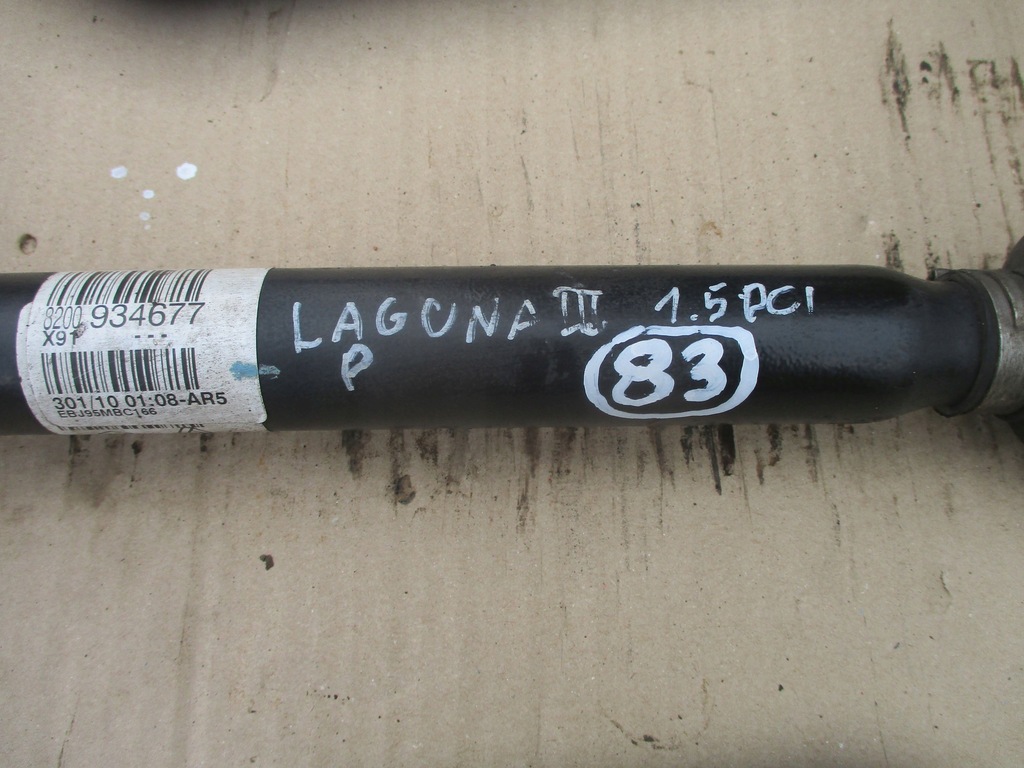 8200 934677
X91 ---
301/10 01:08-AR5
EBJ95MBC166
LAGUNA III 1.5 DCI
P
83